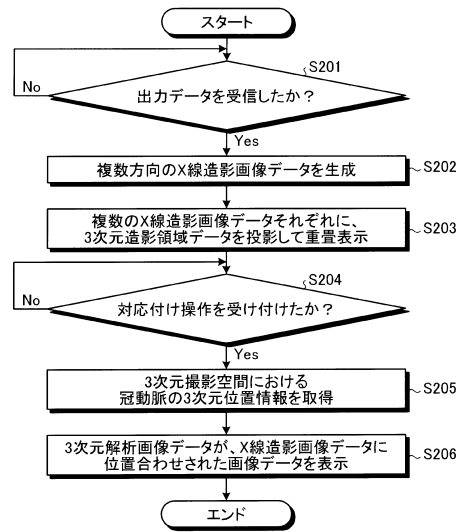 スタート
S201
出力データを受信したか?
No
Yes
複数方向のX線造影画像データを生成
S202
複数のX線造影画像データそれぞれに、
3次元造影領域データを投影して重畳表示
S203
S204
対応付け操作を受け付けたか?
No
Yes
3次元撮影空間における
冠動脈の3次元位置情報を取得
S205
3次元解析画像データが、X線造影画像データに
位置合わせされた画像データを表示
S206
エンド